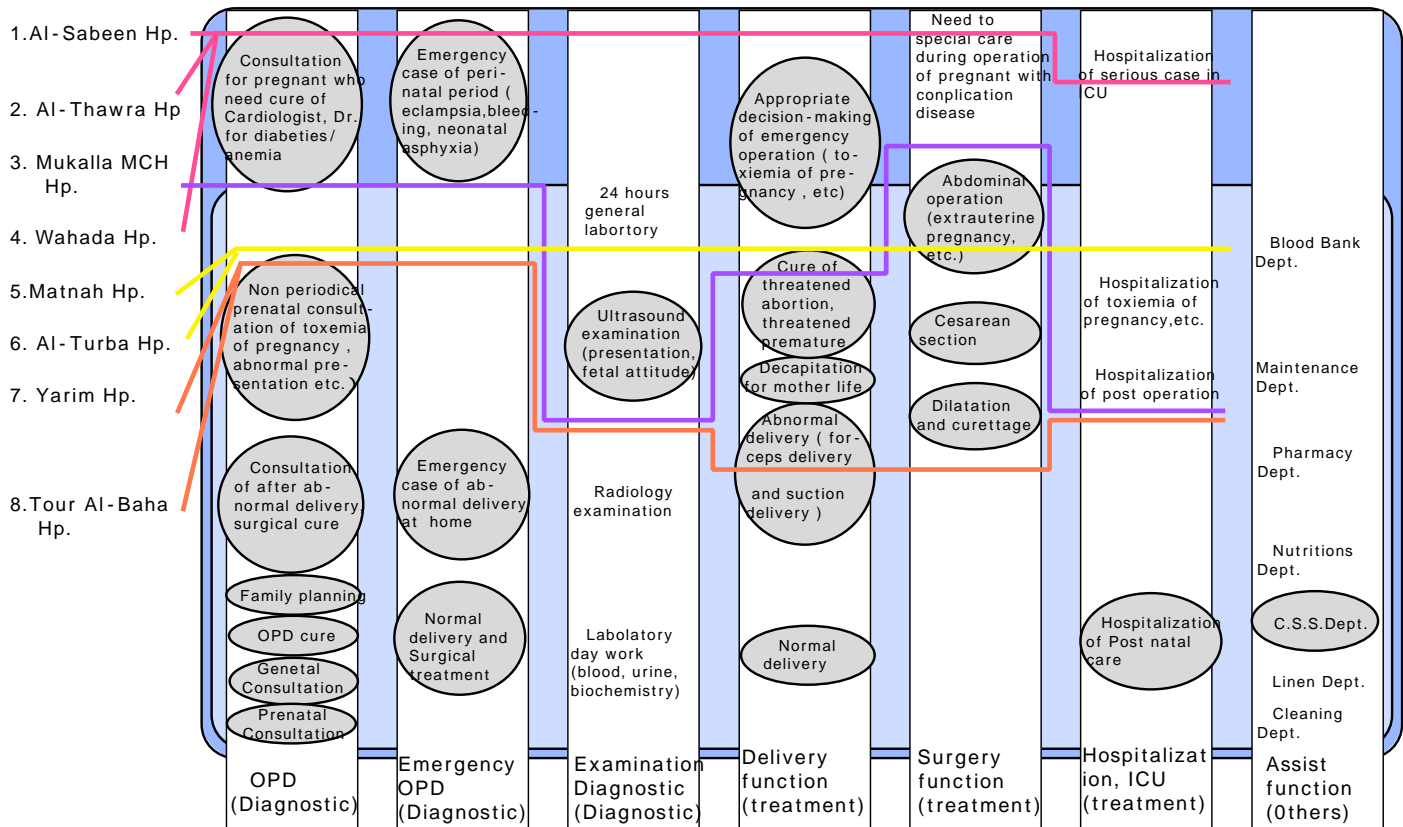 1.Al-Sabeen Hp.
2. Al-Thawra Hp
3. Mukalla MCH
Hp.
4. Wahada Hp.
5.Matnah Hp.
6. Al-Turba Hp.
7. Yarim Hp.
8.Tour Al-Baha
Hp.
Consultation
for pregnant who
need cure of
Cardiologist, Dr.
for diabeties/
anemia
Non periodical
prenatal consult-
ation of toxemia
of pregnancy ,
abnormal pre-
sentation etc. )
Consultation
of after ab-
normal delivery,
surgical cure
Family planning
OPD cure
Genetal
Consultation
Prenatal
Consultation
OPD
(Diagnostic)
Emergency
case of peri-
natal period (
eclampsia,bleed-
ing, neonatal
asphyxia)
Emergency
case of ab-
normal delivery
at home
Normal
delivery and
Surgical
treatment
Emergency
OPD
(Diagnostic)
24 hours
general
labortory
Ultrasound
examination
(presentation,
fetal attitude)
Radiology
examination
Labolatory
day work
(blood, urine,
biochemistry)
Examination
Diagnostic
(Diagnostic)
Appropriate
decision-making
of emergency
operation ( to-
xiemia of pre-
gnancy , etc)
Cure of
threatened
abortion,
threatened
premature
Decapitation
for mother life
Abnormal
delivery ( for-
ceps delivery
and suction
delivery )
Normal
delivery
Delivery
function
(treatment)
Need to
special care
during operation
of pregnant with
conplication
disease
Abdominal
operation
(extrauterine
pregnancy,
etc.)
Cesarean
section
Dilatation
and curettage
Surgery
function
(treatment)
Hospitalization
of serious case in
ICU
Hospitalization
of toxiemia of
pregnancy,etc.
Hospitalization
of post operation
Hospitalization
of Post natal
care
Hospitalizat
ion, ICU
(treatment)
Blood Bank
Dept.
Maintenance
Dept.
Pharmacy
Dept.
Nutritions
Dept.
C.S.S.Dept.
Linen Dept.
Cleaning
Dept.
Assist
function
(0thers)